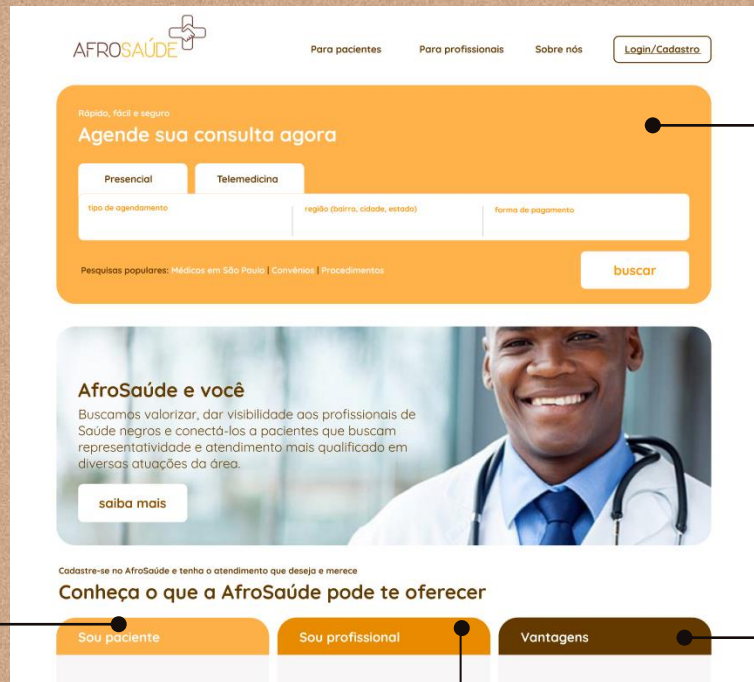 AFROSAÚDE
Para pacientes Para profissionais Sobre nós Login/Cadastro
Rápido, fácil e seguro
Agende sua consulta agora
Presencial Telemedicina
tipo de agendamento região (bairro, cidade, estado) forma de pagamento
Pesquisas populares: Médicos em São Paulo | Convênios | Procedimentos
buscar
AfroSaúde e você
Buscamos valorizar, dar visibilidade aos profissionais de
Saúde negros e conectá-los a pacientes que buscam
representatividade e atendimento mais qualificado em
diversas atuações da área.
saiba mais
Cadastre-se no AfroSaúde e tenha o atendimento que deseja e merece
Conheça o que a AfroSaúde pode te oferecer
Sou paciente Sou profissional Vantagens